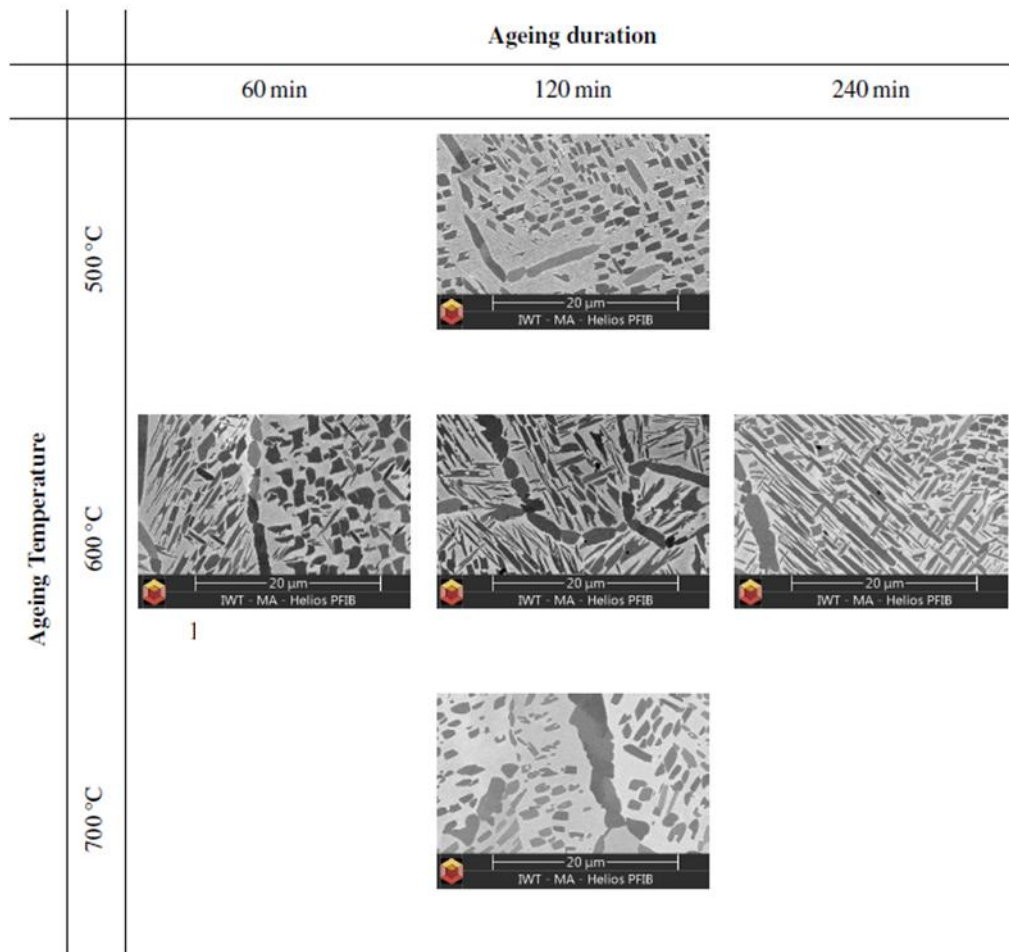 Ageing duration
60 min 120 min 240 min
Ageing Temperature
500 °C
20 µm
IWT - MA - Helios PFIB
600 °C
20 µm
IWT - MA - Helios PFIB
20 µm
IWT - MA - Helios PFIB
20 µm
IWT - MA - Helios PFIB
l
700 °C
20 µm
IWT - MA - Helios PFIB